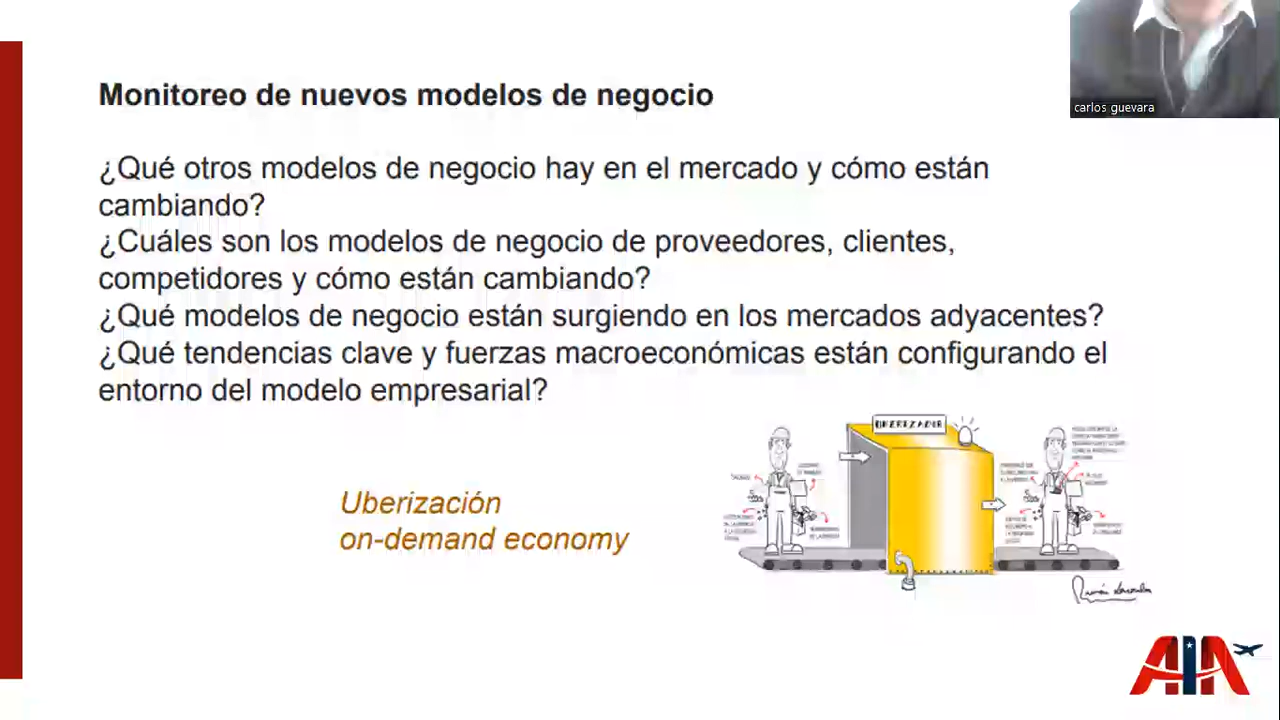 carlos guevara
Monitoreo de nuevos modelos de negocio
¿Qué otros modelos de negocio hay en el mercado y cómo están
cambiando?
¿Cuáles son los modelos de negocio de proveedores, clientes,
competidores y cómo están cambiando?
¿Qué modelos de negocio están surgiendo en los mercados adyacentes?
¿Qué tendencias clave y fuerzas macroeconómicas están configurando el
entorno del modelo empresarial?
UBERIZADOR
Uberización
on-demand economy
AIA